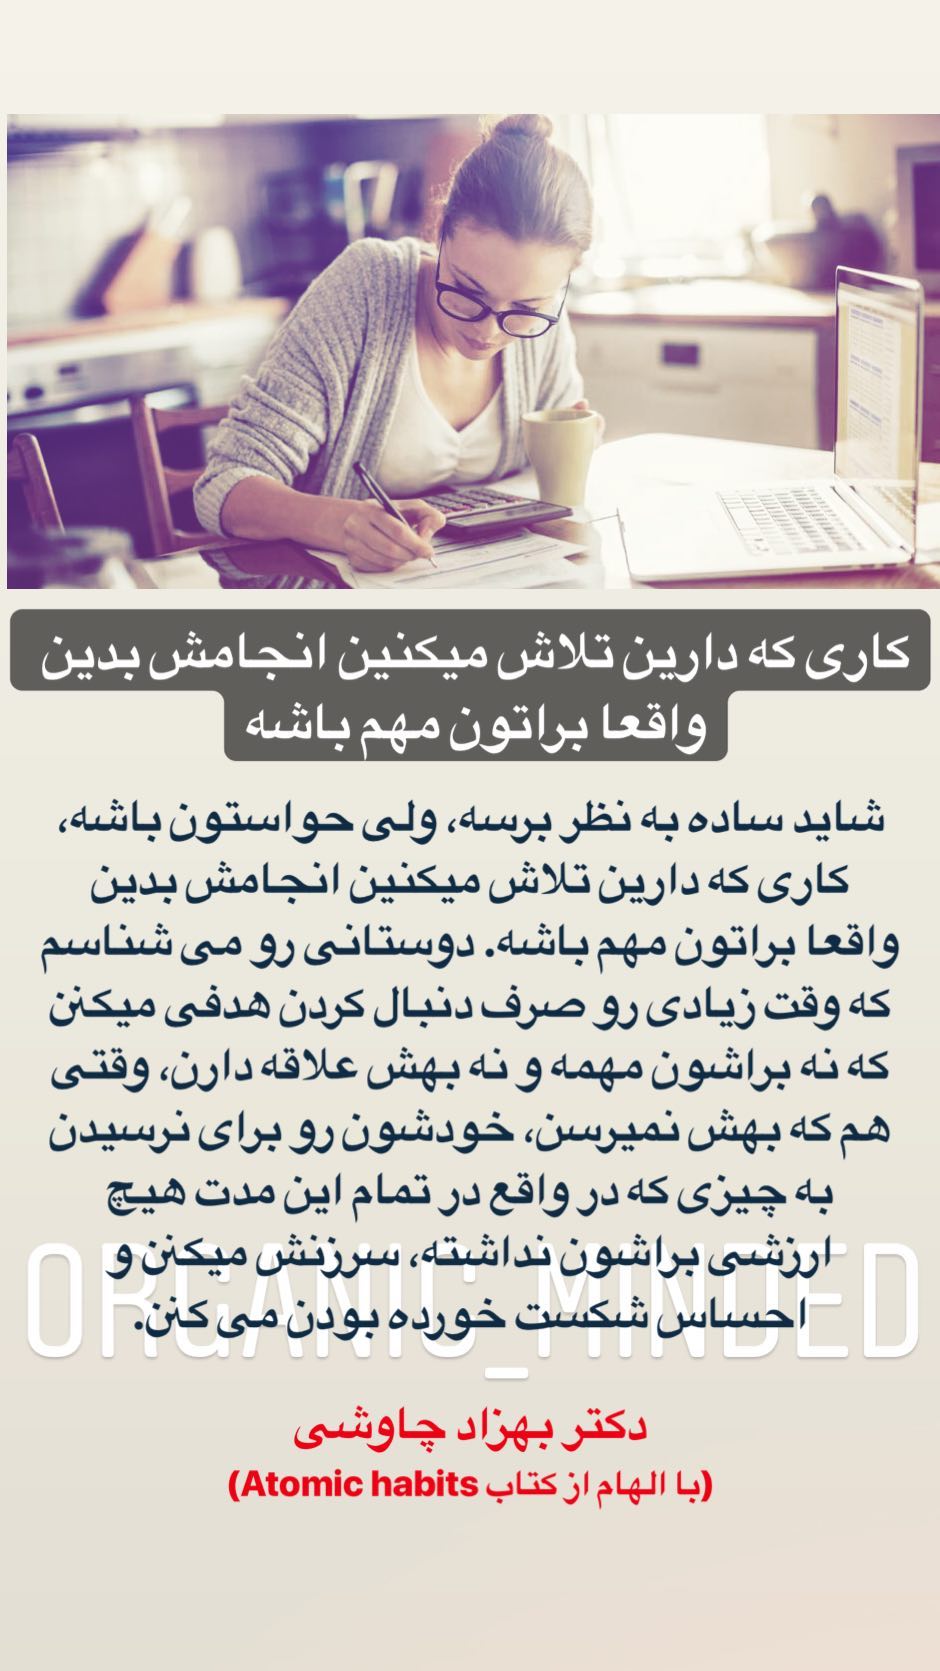 کاری که دارین تلاش میکنین انجامش بدین
واقعا براتون مهم باشه
شاید ساده به نظر برسه، ولی حواستون باشه،
کاری که دارین تلاش میکنین انجامش بدین
واقعا براتون مهم باشه. دوستانی رو می شناسم
که وقت زیادی رو صرف دنبال کردن هدفی میکنن
که نه براشون مهمه و نه بهش علاقه دارن، وقتی
هم که بهش نمیرسن، خودشون رو برای نرسیدن
به چیزی که در واقع در تمام این مدت هیچ
ارزشی براشون نداشته، سرزنش میکنن و
احساس شکست خورده بودن می کنن.
ORGANIC_MINDED
دکتر بهزاد چاوشی
(با الهام از کتاب Atomic habits)